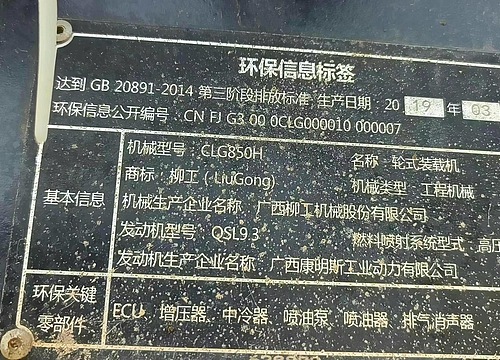 环保信息标签
达到 GB 20891-2014 第三阶段排放标准 生产日期：2019年03
环保信息公开编号 CN FJ G3 00 0CLG000010 000007
基本信息
机械型号：CLG850H 名称：轮式装载机
商标：柳工（LiuGong） 机械类型 工程机械
机械生产企业名称 广西柳工机械股份有限公司
发动机型号 QSL9.3 燃料喷射系统型式 高压
发动机生产企业名称 广西康明斯工业动力有限公司
环保关键零部件
ECU、增压器、中冷器、喷油泵、喷油器、排气消声器